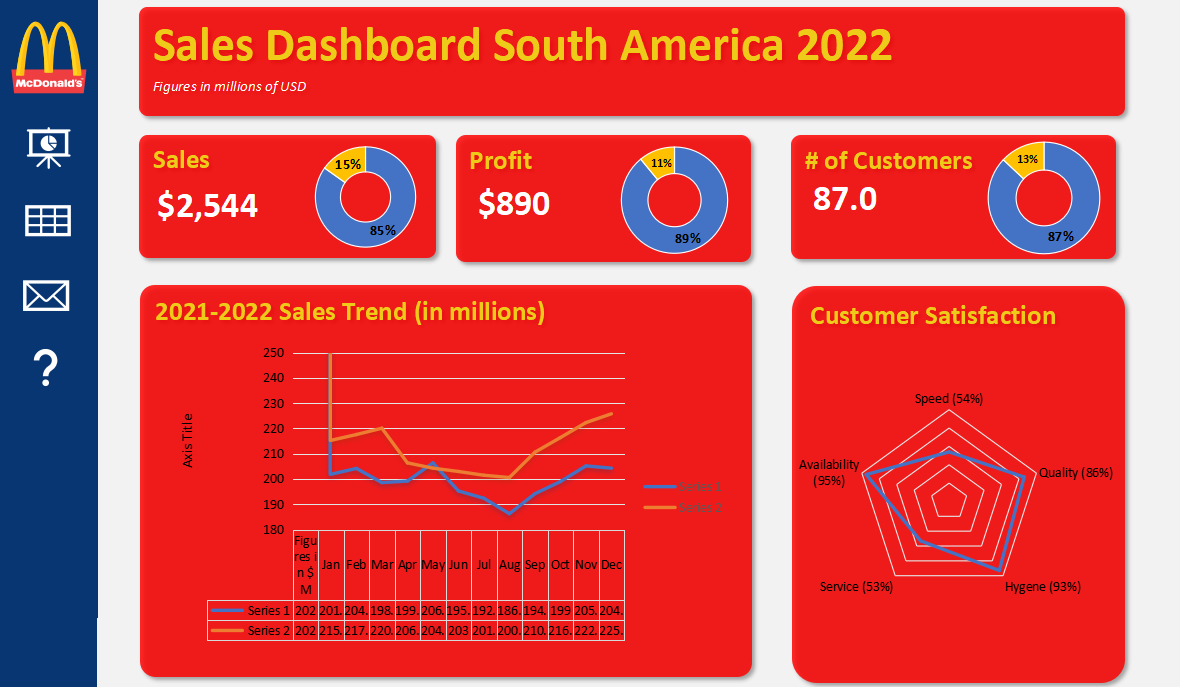 McDonald's
Sales Dashboard South America 2022
Figures in millions of USD
Sales
$2,544
15%
85%
Profit
$890
11%
89%
# of Customers
87.0
13%
87%
2021-2022 Sales Trend (in millions)
250
240
230
220
210
200
190
180
Axis Title
Series 1
Series 2
Figu
res i
n $
M
Jan Feb Mar Apr May Jun Jul Aug Sep Oct Nov Dec
Series 1 202 201. 204. 198. 199. 206. 195. 192. 186. 194. 199 205. 204.
Series 2 202 215. 217. 220. 206. 204. 203 201. 200. 210. 216. 222. 225.
Customer Satisfaction
Speed (54%)
Availability
(95%)
Quality (86%)
Service (53%)
Hygene (93%)